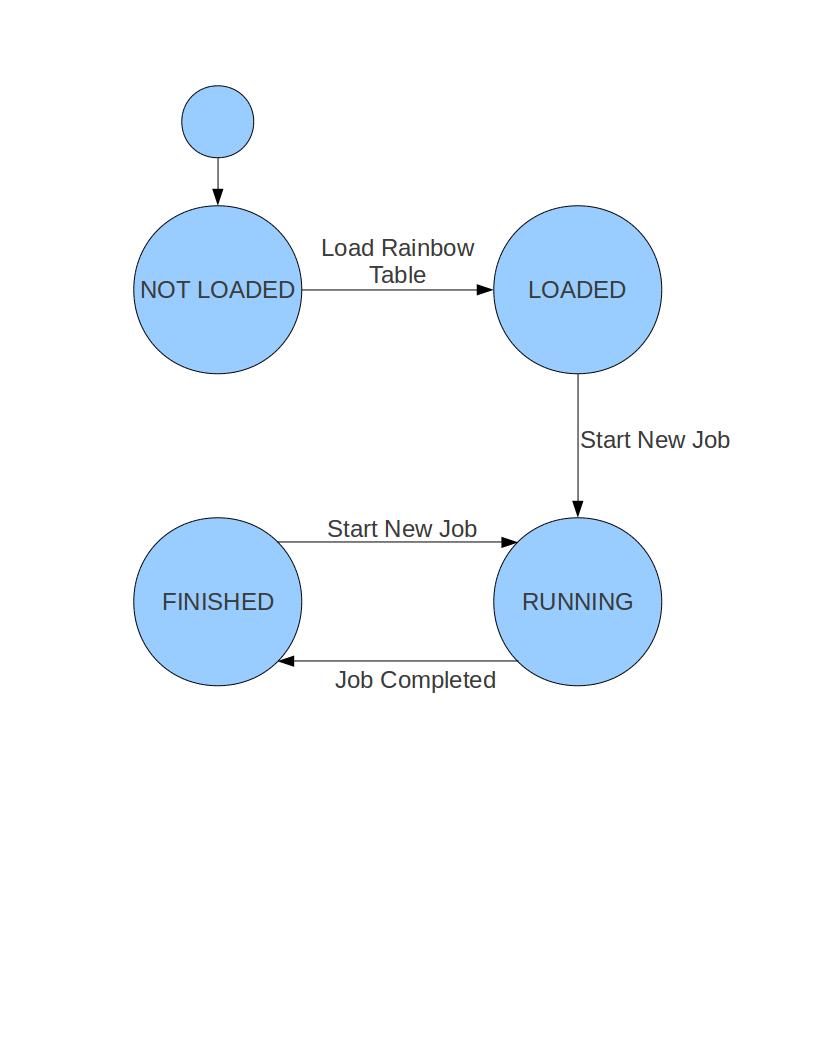 Load Rainbow
Table
NOT LOADED
LOADED
Start New Job
Start New Job
FINISHED
RUNNING
Job Completed